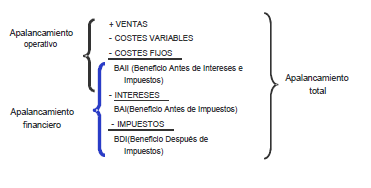 Apalancamiento
operativo
+ VENTAS
- COSTES VARIABLES
- COSTES FIJOS
BAII (Beneficio Antes de Intereses e
Impuestos)
Apalancamiento
financiero
- INTERESES
BAI(Beneficio Antes de Impuestos)
- IMPUESTOS
BDI(Beneficio Después de
Impuestos)
Apalancamiento
total